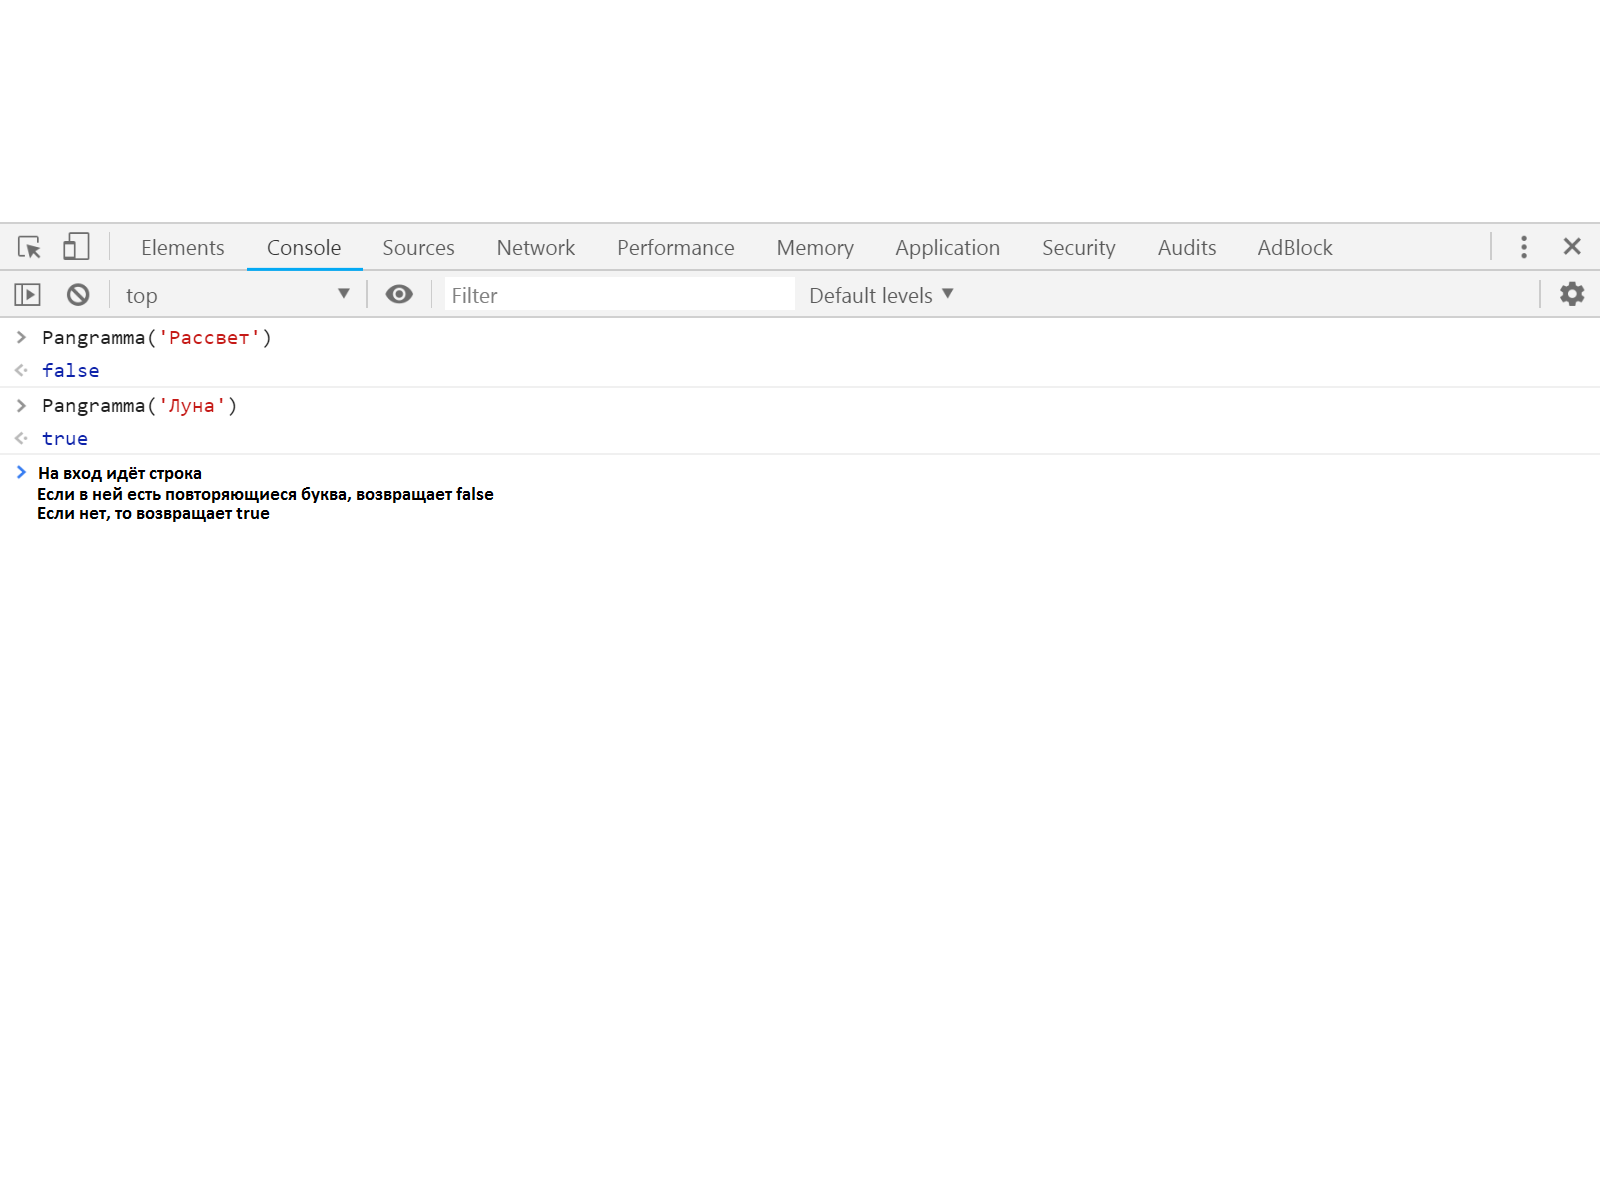 Elements Console Sources Network Performance Memory Application Security Audits AdBlock
top Filter Default levels
Pangramma('Рассвет')
false
Pangramma('Луна')
true
На вход идёт строка
Если в ней есть повторяющиеся буква, возвращает false
Если нет, то возвращает true